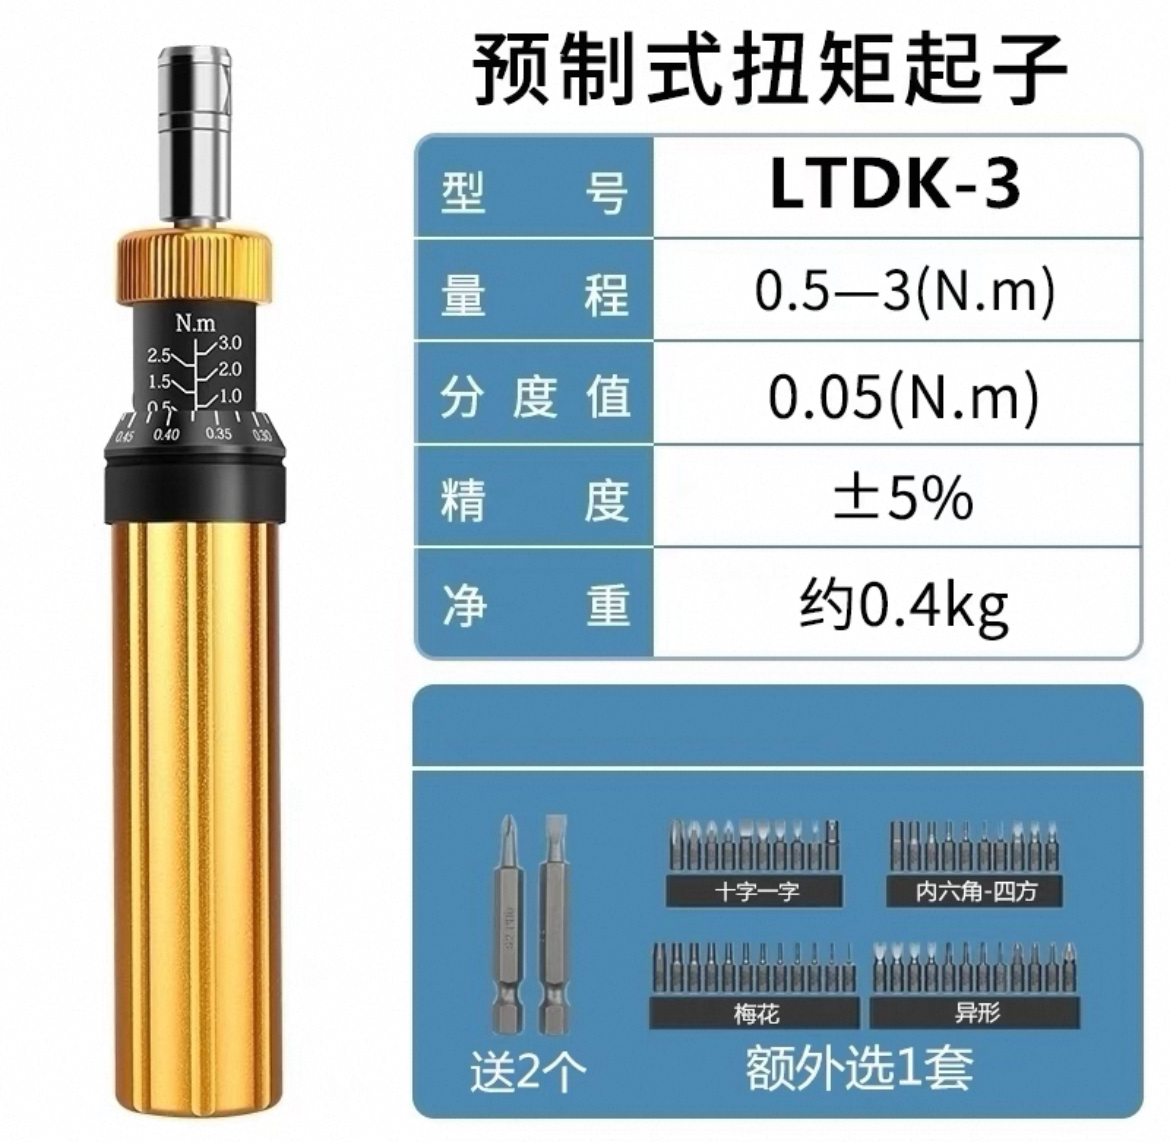 预制式扭矩起子
型号 LTDK-3
量程 0.5—3(N.m)
分度值 0.05(N.m)
精度 ±5%
净重 约0.4kg
N.m
3.0
2.5
2.0
1.5
1.0
0.5
0.45 0.40 0.35 0.30
十字一字 内六角-四方
梅花 异形
送2个 额外选1套